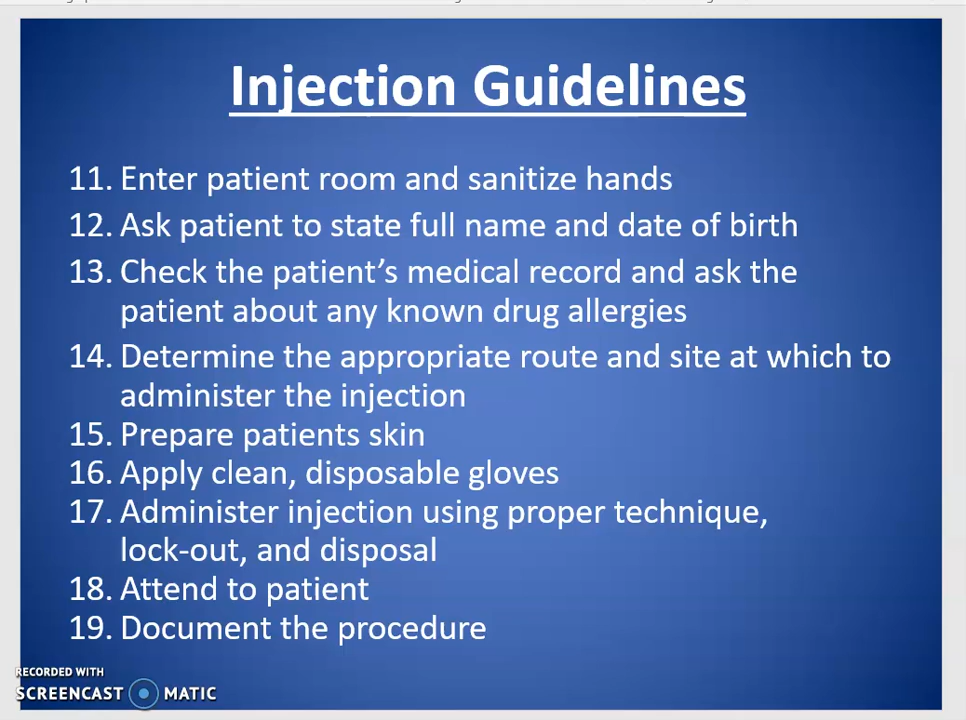 Injection Guidelines
11. Enter patient room and sanitize hands
12. Ask patient to state full name and date of birth
13. Check the patient's medical record and ask the
patient about any known drug allergies
14. Determine the appropriate route and site at which to
administer the injection
15. Prepare patients skin
16. Apply clean, disposable gloves
17. Administer injection using proper technique,
lock-out, and disposal
18. Attend to patient
19. Document the procedure
RECORDED WITH
SCREENCAST MATIC